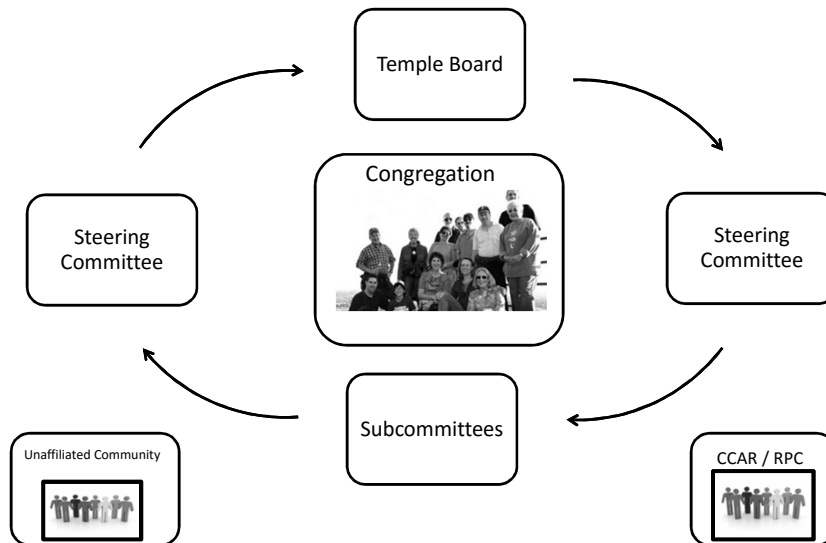 Temple Board
Congregation
Steering
Committee
Steering
Committee
Subcommittees
Unaffiliated Community
CCAR / RPC